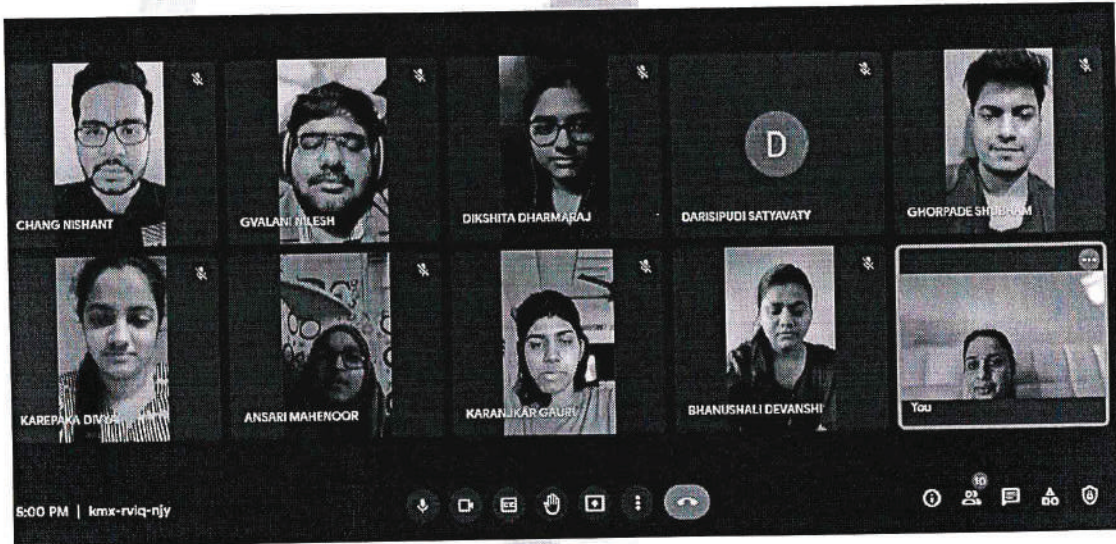 CHANG NISHANT
GVALANI NILESH
DIKSHITA DHARMARAJ
D
DARISIPUDI SATYAVATY
GHORPADE SHUBHAM
KAREPAKA DIVYA
ANSARI MAHENOOR
KARANJKAR GAURI
BHANUSHALI DEVANSHI
You
5:00 PM | kmx-rviq-njy
10